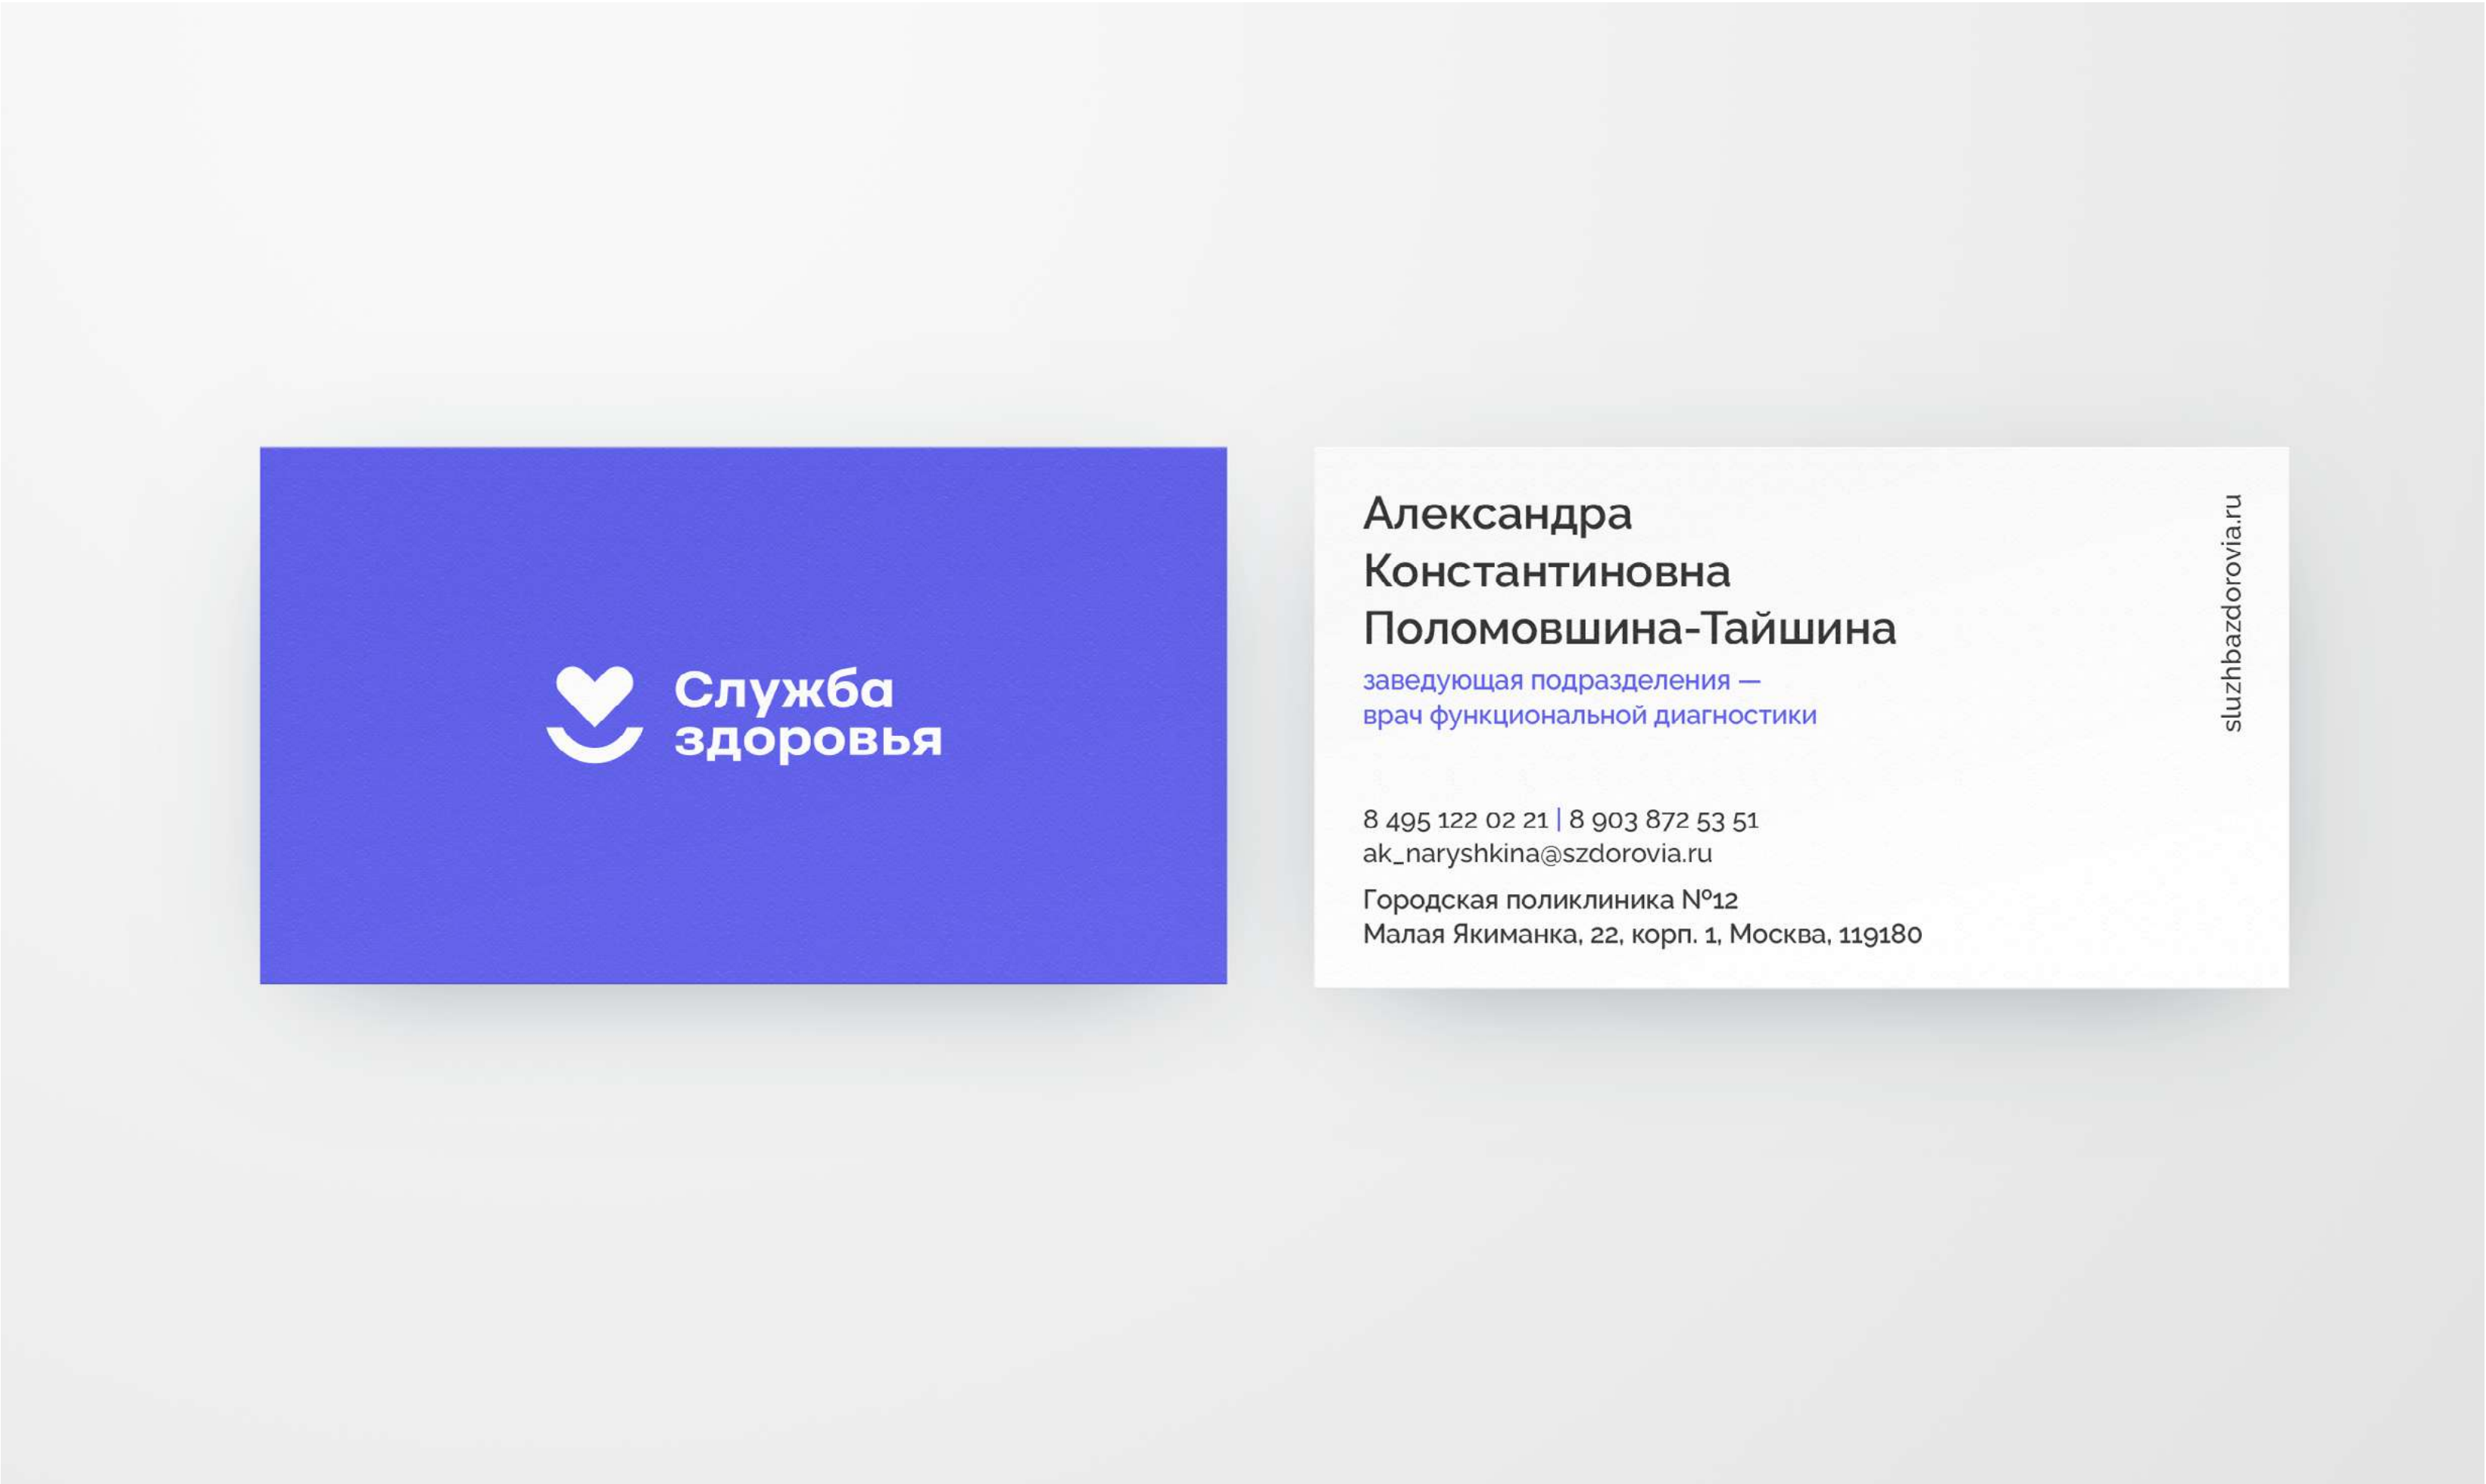 Служба
здоровья
Александра
Константиновна
Поломовшина-Тайшина
заведующая подразделения —
врач функциональной диагностики
8 495 122 02 21 | 8 903 872 53 51
ak_naryshkina@szdorovia.ru
Городская поликлиника №12
Малая Якиманка, 22, корп. 1, Москва, 119180
sluzhbazdorovia.ru